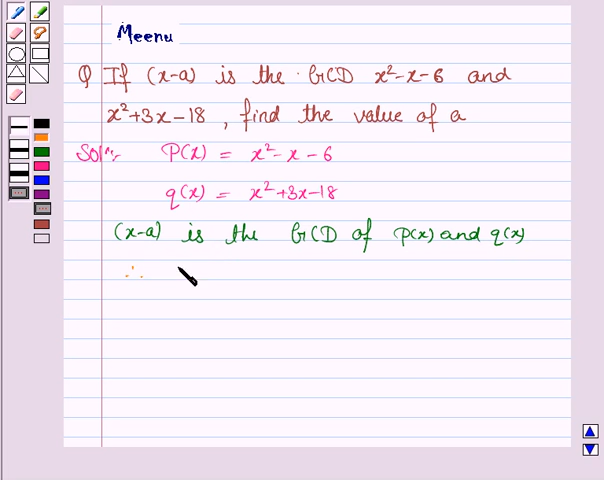 Meenu
Q If (x-a) is the GCD x²-x-6 and
x²+3x-18, find the value of a
Solⁿ:- P(x) = x²-x-6
q(x) = x²+3x-18
(x-a) is the GCD of P(x) and q(x)
∴